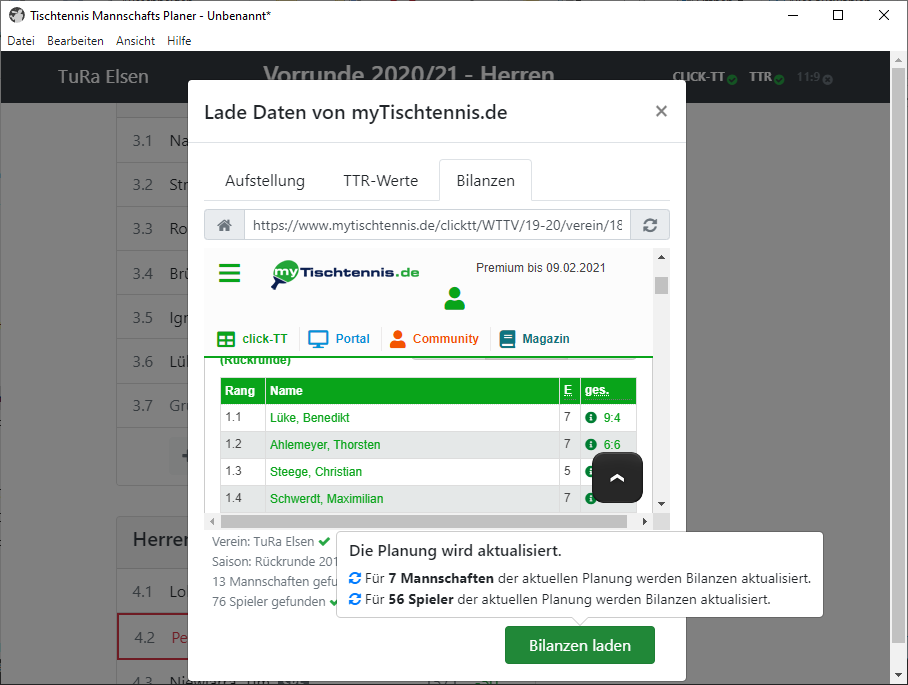 Tischtennis Mannschafts Planer - Unbenannt*
Datei Bearbeiten Ansicht Hilfe
TuRa Elsen Vorrunde 2020/21 - Herren CLICK-TT TTR 11:9
Lade Daten von myTischtennis.de ×
Aufstellung TTR-Werte Bilanzen
https://www.mytischtennis.de/clicktt/WTTV/19-20/verein/18
myTischtennis.de
Premium bis 09.02.2021
click-TT Portal Community Magazin
(Rückrunde)
Rang Name E ges.
1.1 Lüke, Benedikt 7 9:4
1.2 Ahlemeyer, Thorsten 7 6:6
1.3 Steege, Christian 5
1.4 Schwerdt, Maximilian 7
Verein: TuRa Elsen
Saison: Rückrunde 201
13 Mannschaften gefu
76 Spieler gefunden
Die Planung wird aktualisiert.
Für 7 Mannschaften der aktuellen Planung werden Bilanzen aktualisiert.
Für 56 Spieler der aktuellen Planung werden Bilanzen aktualisiert.
Bilanzen laden
3.1 Na
3.2 Str
3.3 Ro
3.4 Brü
3.5 Ign
3.6 Lük
3.7 Gru
Herren
4.1 Lo
4.2 Pe
4.3